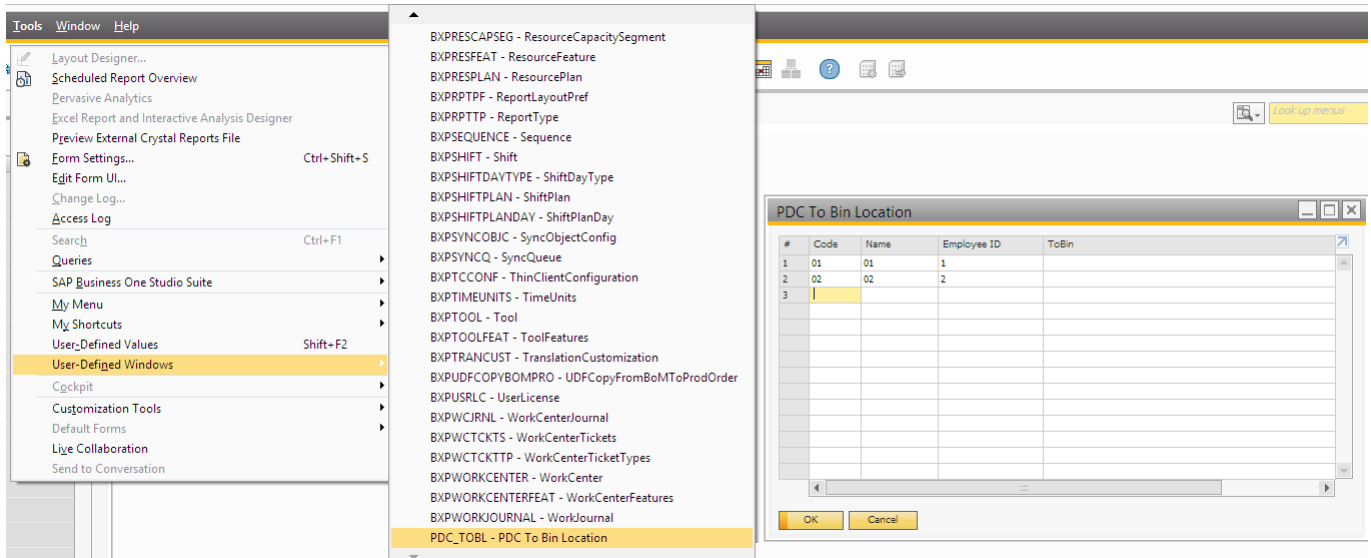 Tools Window Help
Layout Designer...
Scheduled Report Overview
Pervasive Analytics
Excel Report and Interactive Analysis Designer
Preview External Crystal Reports File
Form Settings... Ctrl+Shift+S
Edit Form UI...
Change Log...
Access Log
Search Ctrl+F1
Queries
SAP Business One Studio Suite
My Menu
My Shortcuts
User-Defined Values Shift+F2
User-Defined Windows
Cockpit
Customization Tools
Default Forms
Live Collaboration
Send to Conversation
BXPRESCAPSEG - ResourceCapacitySegment
BXPRESFEAT - ResourceFeature
BXPRESPLAN - ResourcePlan
BXPRPTPF - ReportLayoutPref
BXPRPTTP - ReportType
BXPSEQUENCE - Sequence
BXPSHIFT - Shift
BXPSHIFTDAYTYPE - ShiftDayType
BXPSHIFTPLAN - ShiftPlan
BXPSHIFTPLANDAY - ShiftPlanDay
BXPSYNCOBJC - SyncObjectConfig
BXPSYNCQ - SyncQueue
BXPTCCONF - ThinClientConfiguration
BXPTIMEUNITS - TimeUnits
BXPTOOL - Tool
BXPTOOLFEAT - ToolFeatures
BXPTRANCUST - TranslationCustomization
BXPUDFCOPYBOMPRO - UDFCopyFromBoMToProdOrder
BXPUSRLC - UserLicense
BXPWCJRNL - WorkCenterJournal
BXPWCTCKTS - WorkCenterTickets
BXPWCTCKTTP - WorkCenterTicketTypes
BXPWORKCENTER - WorkCenter
BXPWORKCENTERFEAT - WorkCenterFeatures
BXPWORKJOURNAL - WorkJournal
PDC_TOBL - PDC To Bin Location
Look up menus
PDC To Bin Location
# Code Name Employee ID ToBin
1 01 01 1
2 02 02 2
3
OK Cancel